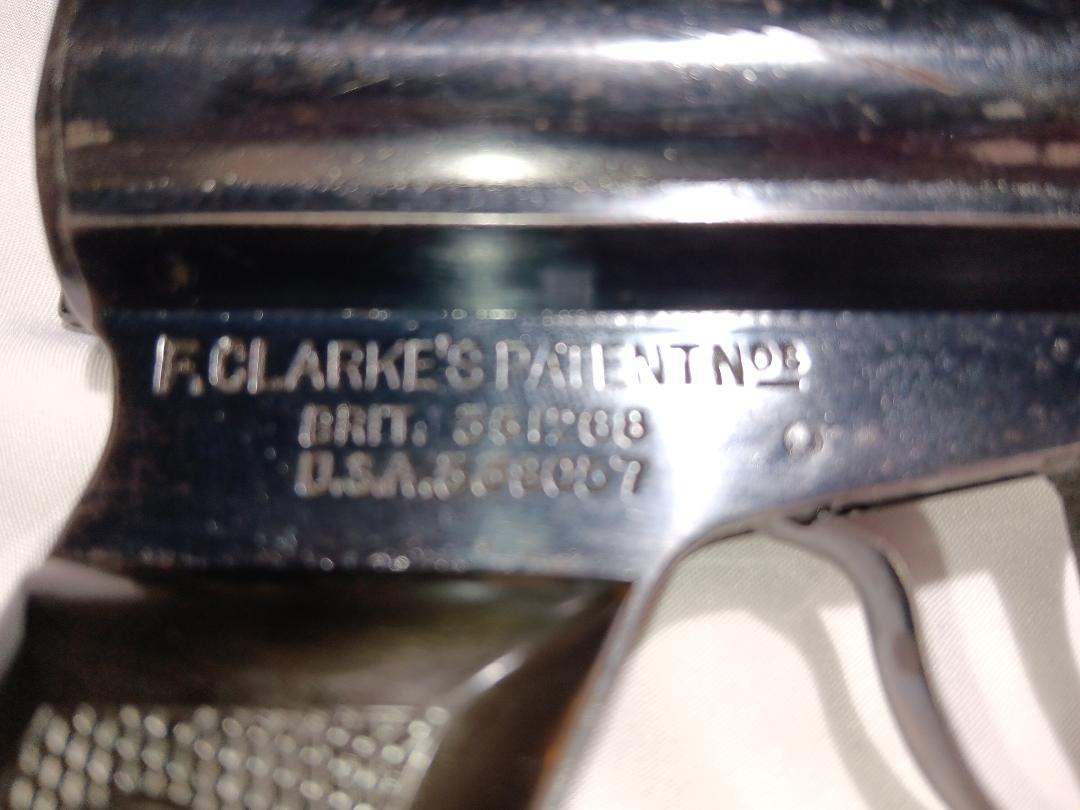 F. CLARKE'S PATENT Nos
BRIT.
U.S.A.